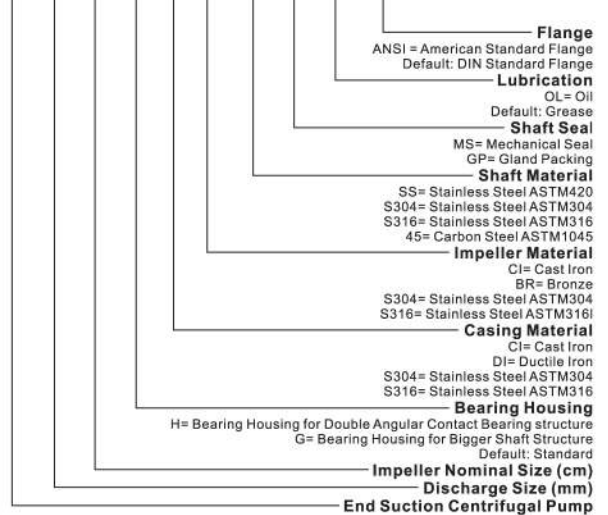 Flange
ANSI = American Standard Flange
Default: DIN Standard Flange
Lubrication
OL= Oil
Default: Grease
Shaft Seal
MS= Mechanical Seal
GP= Gland Packing
Shaft Material
SS= Stainless Steel ASTM420
S304= Stainless Steel ASTM304
S316= Stainless Steel ASTM316
45= Carbon Steel ASTM1045
Impeller Material
CI= Cast Iron
BR= Bronze
S304= Stainless Steel ASTM304
S316= Stainless Steel ASTM316l
Casing Material
CI= Cast Iron
DI= Ductile Iron
S304= Stainless Steel ASTM304
S316= Stainless Steel ASTM316
Bearing Housing
H= Bearing Housing for Double Angular Contact Bearing structure
G= Bearing Housing for Bigger Shaft Structure
Default: Standard
Impeller Nominal Size (cm)
Discharge Size (mm)
End Suction Centrifugal Pump